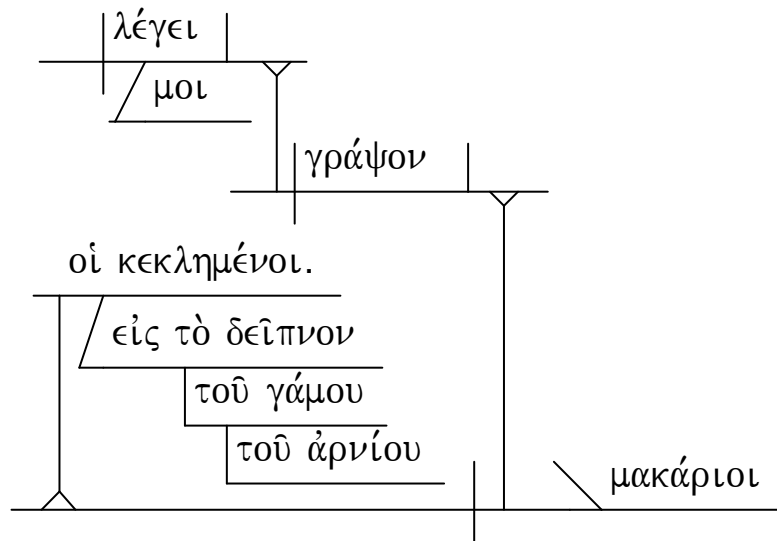 λέγει
μοι
γράψον
οἱ κεκλημένοι.
εἰς τὸ δεῖπνον
τοῦ γάμου
τοῦ ἀρνίου
μακάριοι